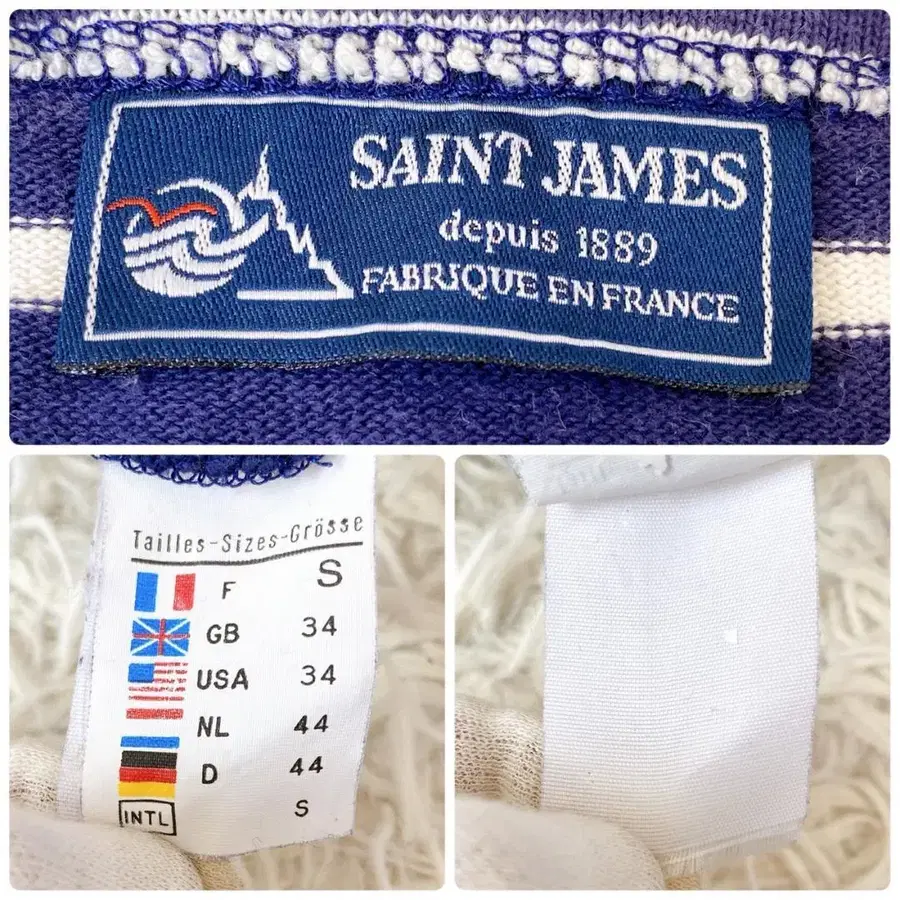 SAINT JAMES
depuis 1889
FABRIQUE EN FRANCE
Tailles-Sizes-Grösse
F S
GB 34
USA 34
NL 44
D 44
INTL S